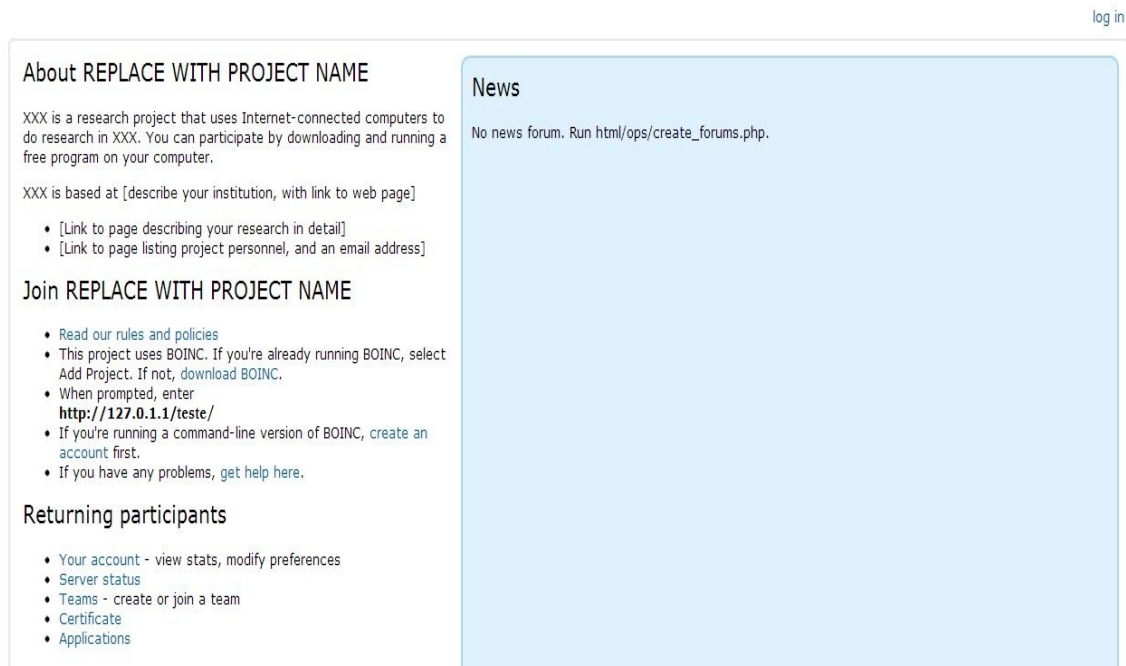 log in
About REPLACE WITH PROJECT NAME
XXX is a research project that uses Internet-connected computers to
do research in XXX. You can participate by downloading and running a
free program on your computer.
XXX is based at [describe your institution, with link to web page]
• [Link to page describing your research in detail]
• [Link to page listing project personnel, and an email address]
Join REPLACE WITH PROJECT NAME
• Read our rules and policies
• This project uses BOINC. If you're already running BOINC, select
Add Project. If not, download BOINC.
• When prompted, enter
http://127.0.1.1/teste/
• If you're running a command-line version of BOINC, create an
account first.
• If you have any problems, get help here.
Returning participants
• Your account - view stats, modify preferences
• Server status
• Teams - create or join a team
• Certificate
• Applications
News
No news forum. Run html/ops/create_forums.php.